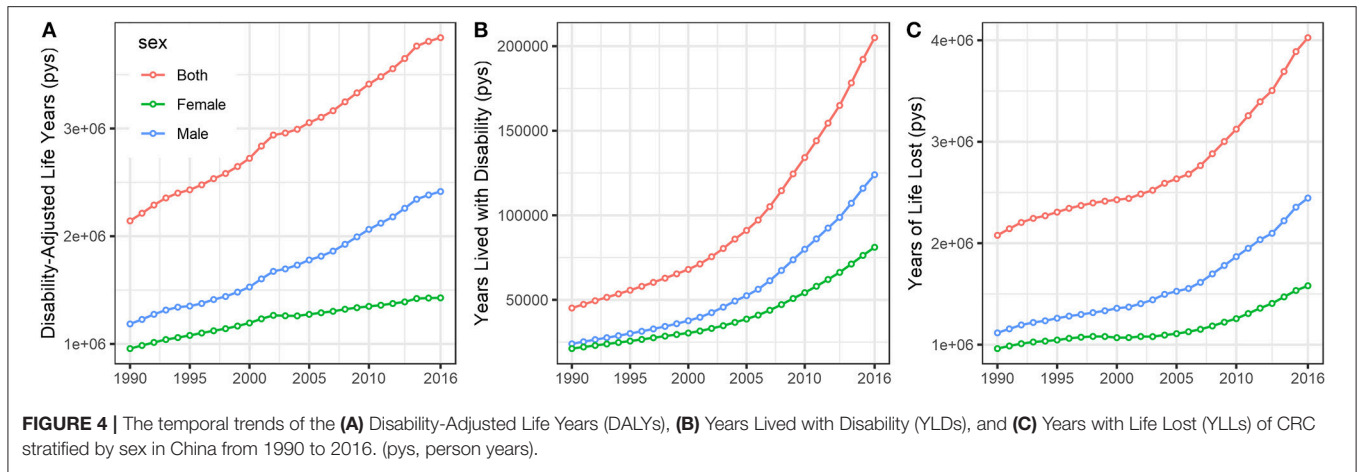 A
sex
Both
Female
Male
Disability-Adjusted Life Years (pys)
3e+06
2e+06
1e+06
1990 1995 2000 2005 2010 2016
B
Years Lived with Disability (pys)
200000
150000
100000
50000
1990 1995 2000 2005 2010 2016
C
Years of Life Lost (pys)
4e+06
3e+06
2e+06
1e+06
1990 1995 2000 2005 2010 2016
FIGURE 4 | The temporal trends of the (A) Disability-Adjusted Life Years (DALYs), (B) Years Lived with Disability (YLDs), and (C) Years with Life Lost (YLLs) of CRC
stratified by sex in China from 1990 to 2016. (pys, person years).